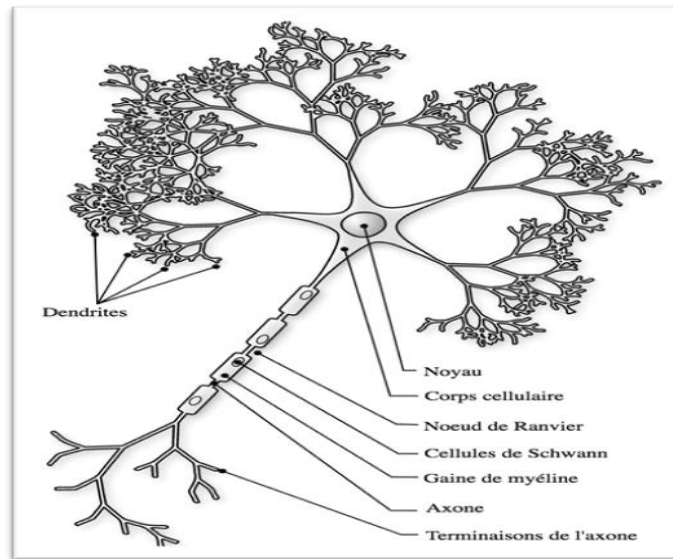 Dendrites
Noyau
Corps cellulaire
Noeud de Ranvier
Cellules de Schwann
Gaine de myéline
Axone
Terminaisons de l'axone